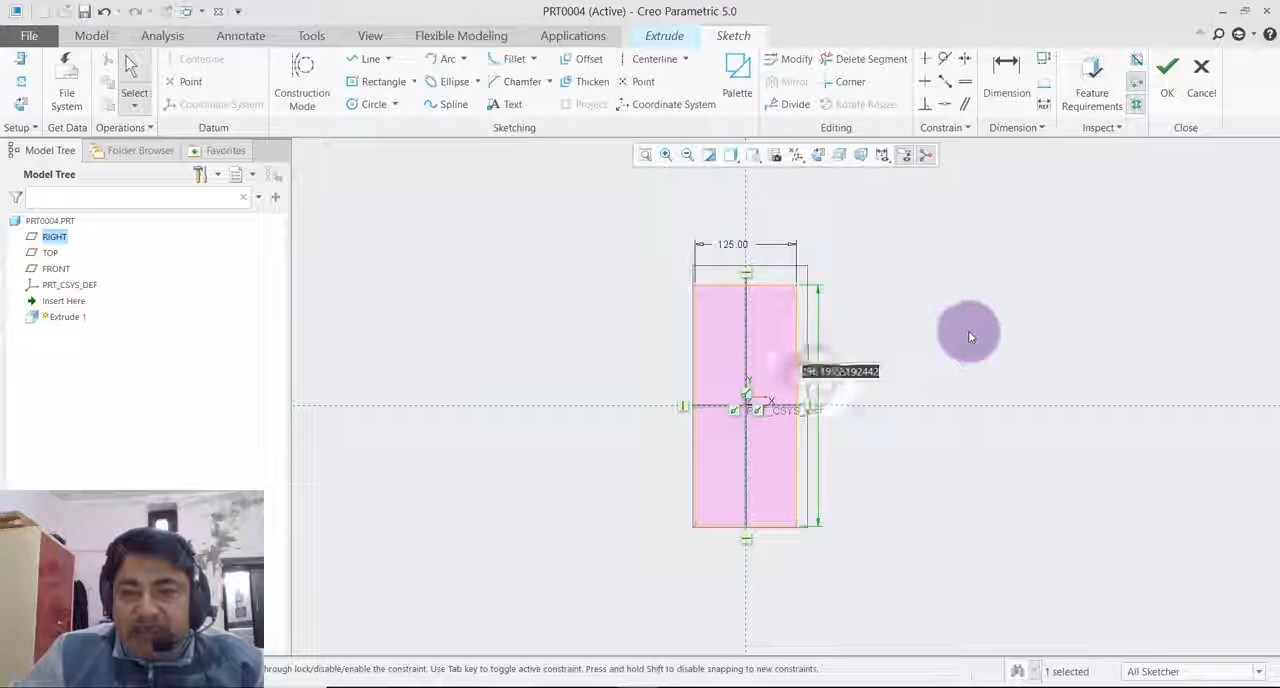 PRT0004 (Active) - Creo Parametric 5.0
File Model Analysis Annotate Tools View Flexible Modeling Applications Extrude Sketch
Centerline
Point
Coordinate System
File System
Select
Construction Mode
Line Arc Fillet Offset Centerline
Rectangle Ellipse Chamfer Thicken Point
Circle Spline Text Project Coordinate System
Palette
Modify Delete Segment
Mirror Corner
Divide Rotate Resize
Dimension
Feature Requirements
OK Cancel
Setup Get Data Operations Datum Sketching Editing Constrain Dimension Inspect Close
Model Tree Folder Browser Favorites
Model Tree
PRT0004.PRT
RIGHT
TOP
FRONT
PRT_CSYS_DEF
Insert Here
Extrude 1
125.00
Y
X
through lock/disable/enable the constraint. Use Tab key to toggle active constraint. Press and hold Shift to disable snapping to new constraints.
1 selected
All Sketcher